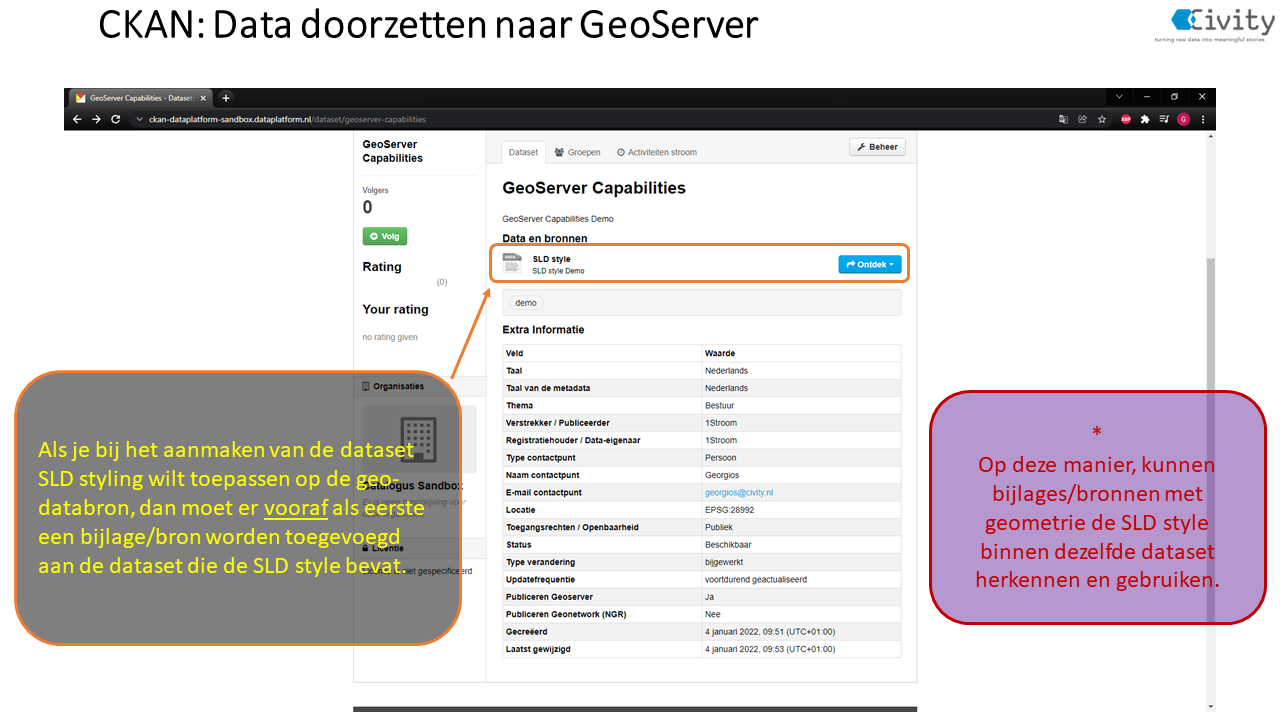 CKAN: Data doorzetten naar GeoServer
Civity
turning raw data into meaningful stories
GeoServer Capabilities - Dataset
ckan-dataplatform-sandbox.dataplatform.nl/dataset/geoserver-capabilities
ABP
G
GeoServer
Capabilities
Volgers
0
Volg
Rating
(0)
Your rating
no rating given
Organisaties
Catalogus Sandbox
Er is geen beschrijving voor
Licentie
niet gespecificeerd
Dataset
Groepen
Activiteiten stroom
Beheer
GeoServer Capabilities
GeoServer Capabilities Demo
Data en bronnen
DATA
SLD style
SLD style Demo
Ontdek
demo
Extra Informatie
Veld Waarde
Taal Nederlands
Taal van de metadata Nederlands
Thema Bestuur
Verstrekker / Publiceerder 1Stroom
Registratiehouder / Data-eigenaar 1Stroom
Type contactpunt Persoon
Naam contactpunt Georgios
E-mail contactpunt georgios@civity.nl
Locatie EPSG:28992
Toegangsrechten / Openbaarheid Publiek
Status Beschikbaar
Type verandering bijgewerkt
Updatefrequentie voortdurend geactualiseerd
Publiceren Geoserver Ja
Publiceren Geonetwork (NGR) Nee
Gecreëerd 4 januari 2022, 09:51 (UTC+01:00)
Laatst gewijzigd 4 januari 2022, 09:53 (UTC+01:00)
Als je bij het aanmaken van de dataset
SLD styling wilt toepassen op de geo-
databron, dan moet er vooraf als eerste
een bijlage/bron worden toegevoegd
aan de dataset die de SLD style bevat.
*
Op deze manier, kunnen
bijlages/bronnen met
geometrie de SLD style
binnen dezelfde dataset
herkennen en gebruiken.